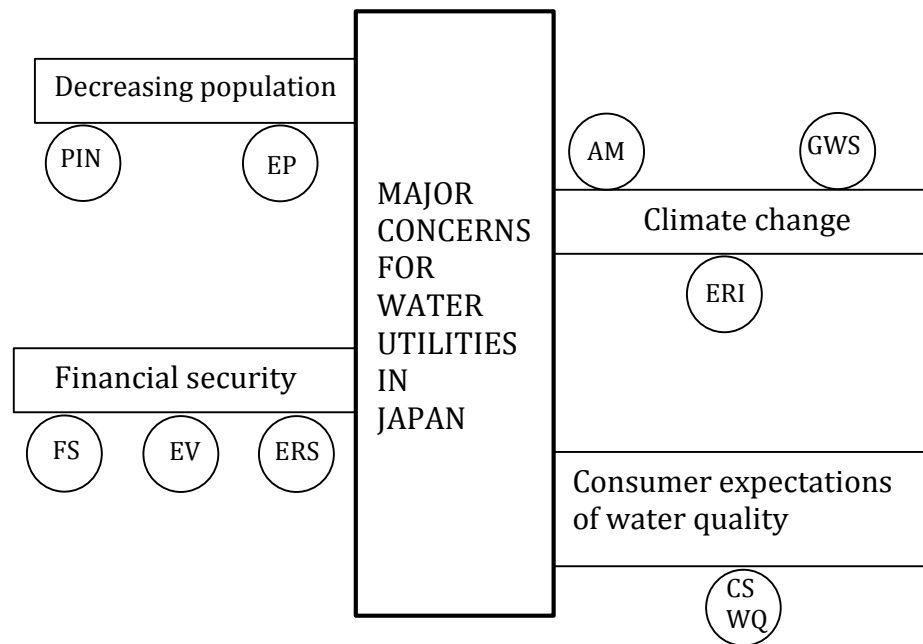 Decreasing population
PIN
EP
Financial security
FS
EV
ERS
MAJOR
CONCERNS
FOR
WATER
UTILITIES
IN
JAPAN
AM
GWS
Climate change
ERI
Consumer expectations
of water quality
CS
WQ